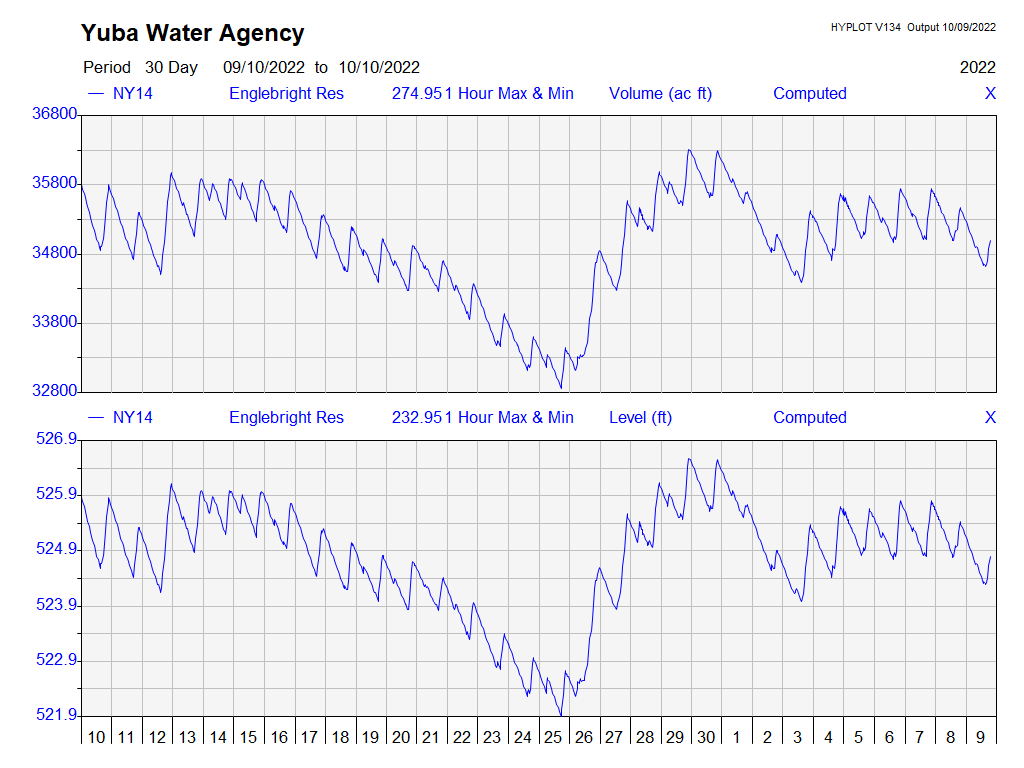 Yuba Water Agency
HYPLOT V134 Output 10/09/2022
Period 30 Day 09/10/2022 to 10/10/2022 2022
NY14 Englebright Res 274.951 Hour Max & Min Volume (ac ft) Computed X
36800
35800
34800
33800
32800
NY14 Englebright Res 232.951 Hour Max & Min Level (ft) Computed X
526.9
525.9
524.9
523.9
522.9
521.9
10 11 12 13 14 15 16 17 18 19 20 21 22 23 24 25 26 27 28 29 30 1 2 3 4 5 6 7 8 9